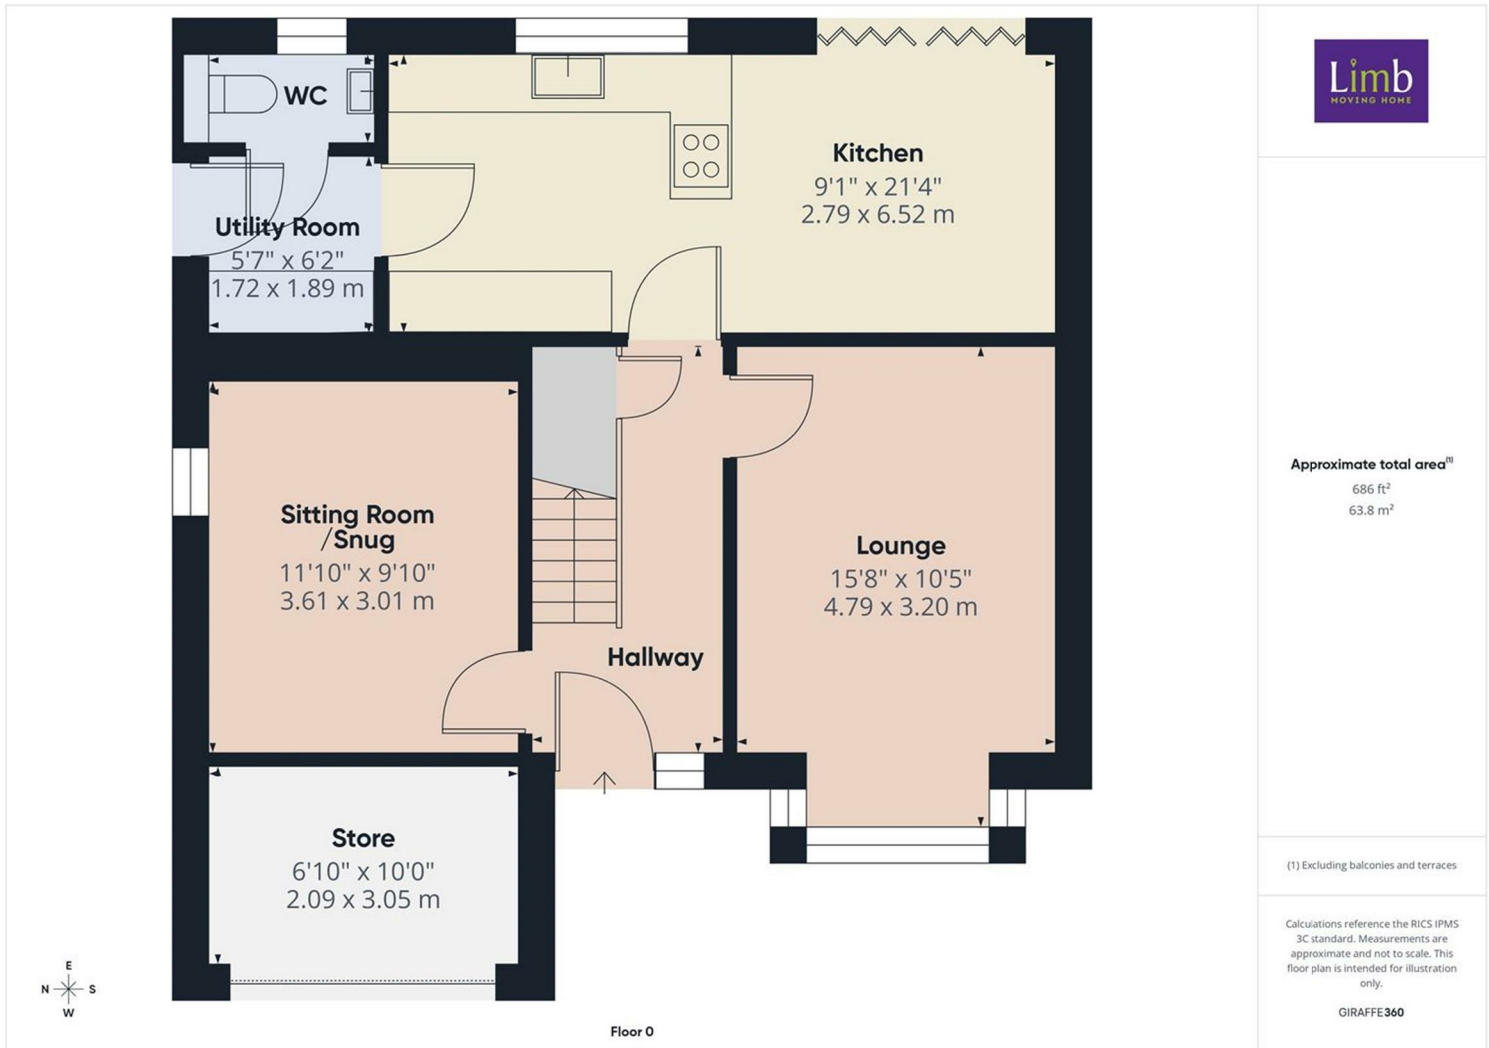 WC
Utility Room
5'7" x 6'2"
1.72 x 1.89 m
Kitchen
9'1" x 21'4"
2.79 x 6.52 m
Sitting Room
/Snug
11'10" x 9'10"
3.61 x 3.01 m
Lounge
15'8" x 10'5"
4.79 x 3.20 m
Hallway
Store
6'10" x 10'0"
2.09 x 3.05 m
E
N S
W
Floor 0
Limb
MOVING HOME
Approximate total area(1)
686 ft²
63.8 m²
(1) Excluding balconies and terraces
Calculations reference the RICS IPMS
3C standard. Measurements are
approximate and not to scale. This
floor plan is intended for illustration
only.
GIRAFFE360